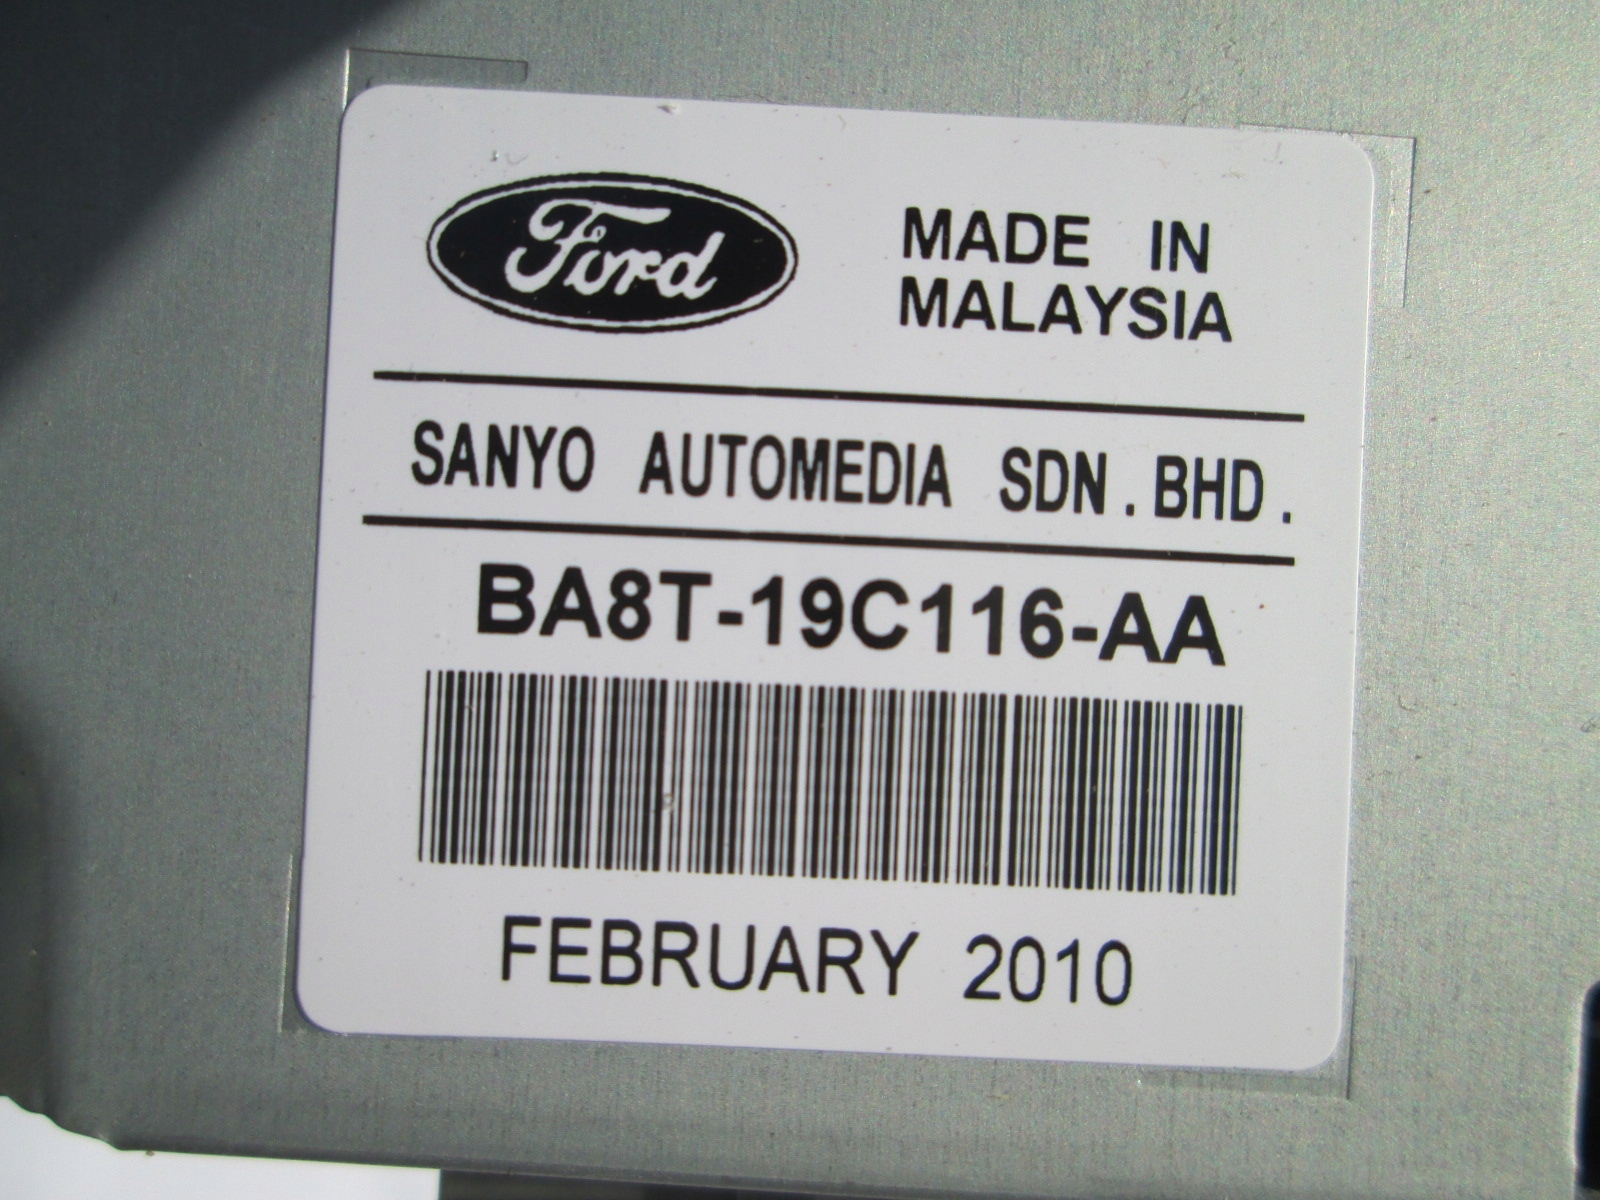 Ford
MADE IN
MALAYSIA
SANYO AUTOMEDIA SDN. BHD.
BA8T-19C116-AA
FEBRUARY 2010